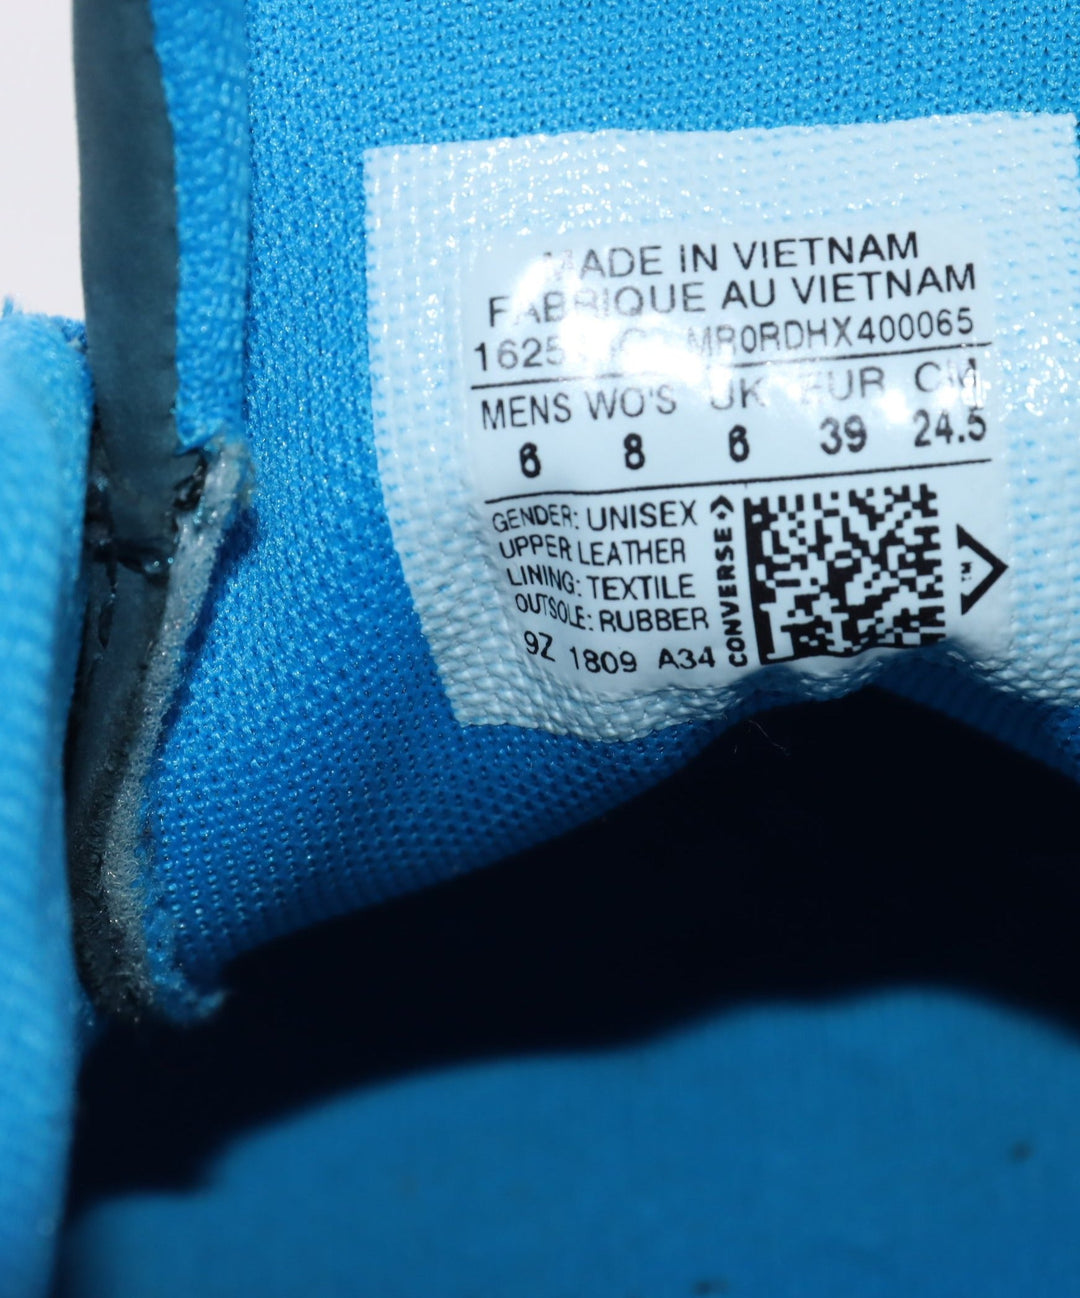 MADE IN VIETNAM
FABRIQUE AU VIETNAM
MR0RDHX400065
MENS WO'S UK EUR CM
6 8 6 39 24.5
GENDER: UNISEX
UPPER LEATHER
LINING: TEXTILE
OUTSOLE: RUBBER
9Z 1809 A34
CONVERSE
TM